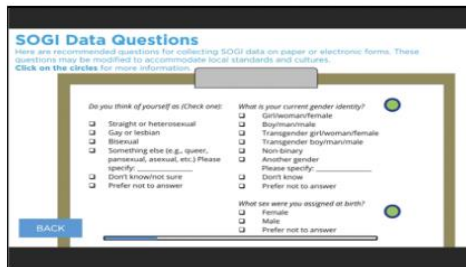 SOGI Data Questions
Here are recommended questions for collecting SOGI data on paper or electronic forms. These
questions may be modified to accommodate local standards and cultures.
Click on the circles for more information.
Do you think of yourself as (Check one):
Straight or heterosexual
Gay or lesbian
Bisexual
Something else (e.g., queer,
pansexual, asexual, etc.) Please
specify:
Don't know/not sure
Prefer not to answer
What is your current gender identity?
Girl/woman/female
Boy/man/male
Transgender girl/woman/female
Transgender boy/man/male
Non-binary
Another gender
Please specify:
Don't know
Prefer not to answer
What sex were you assigned at birth?
Female
Male
Prefer not to answer
BACK